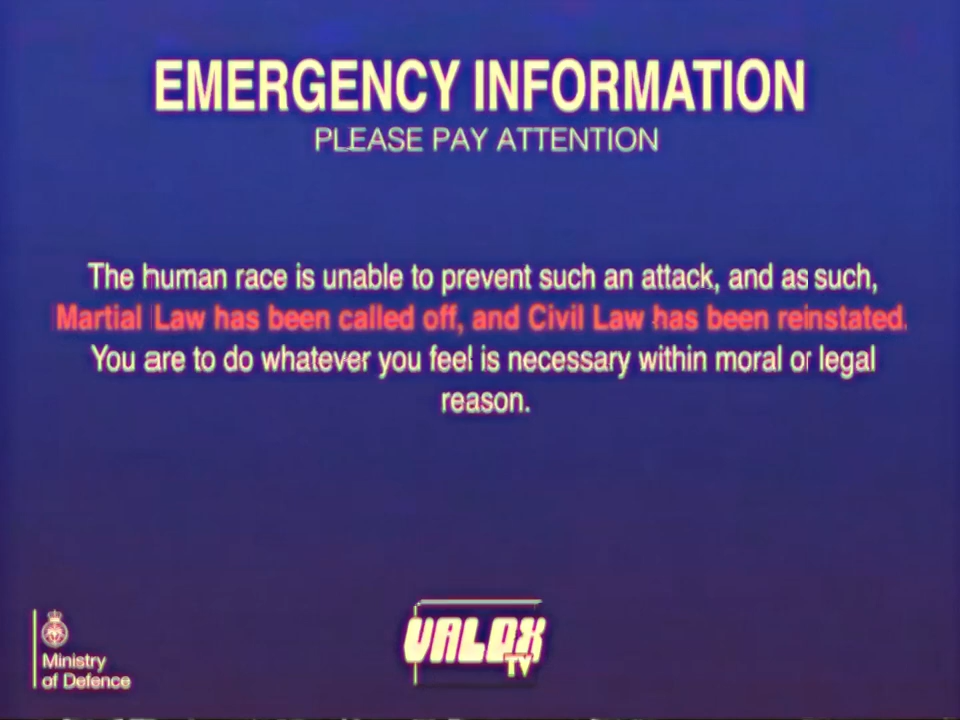 EMERGENCY INFORMATION
PLEASE PAY ATTENTION
The human race is unable to prevent such an attack, and as such,
Martial Law has been called off, and Civil Law has been reinstated.
You are to do whatever you feel is necessary within moral or legal
reason.
Ministry
of Defence
VALOX
TV